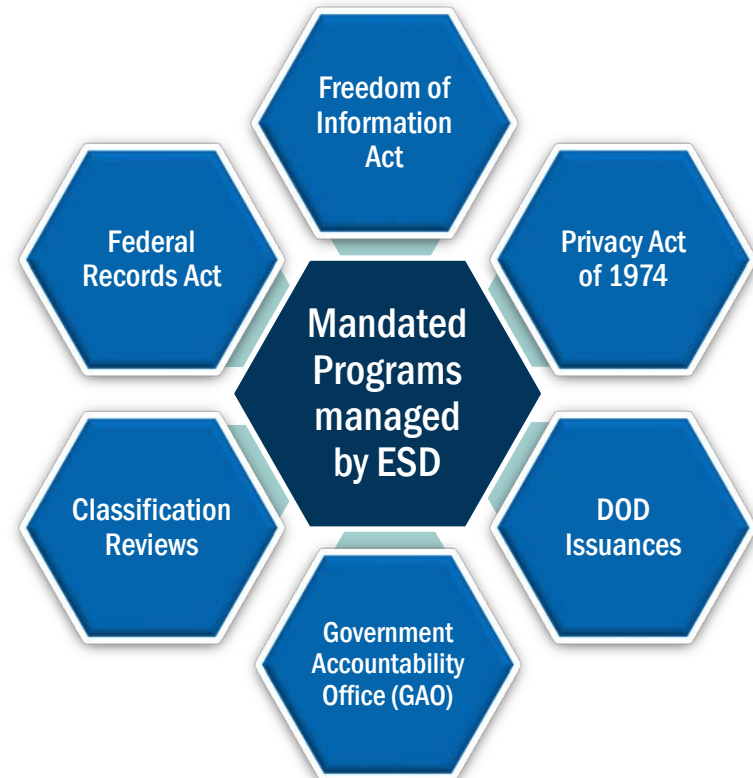 Freedom of
Information
Act
Federal
Records Act
Privacy Act
of 1974
Mandated
Programs
managed
by ESD
Classification
Reviews
DOD
Issuances
Government
Accountability
Office (GAO)